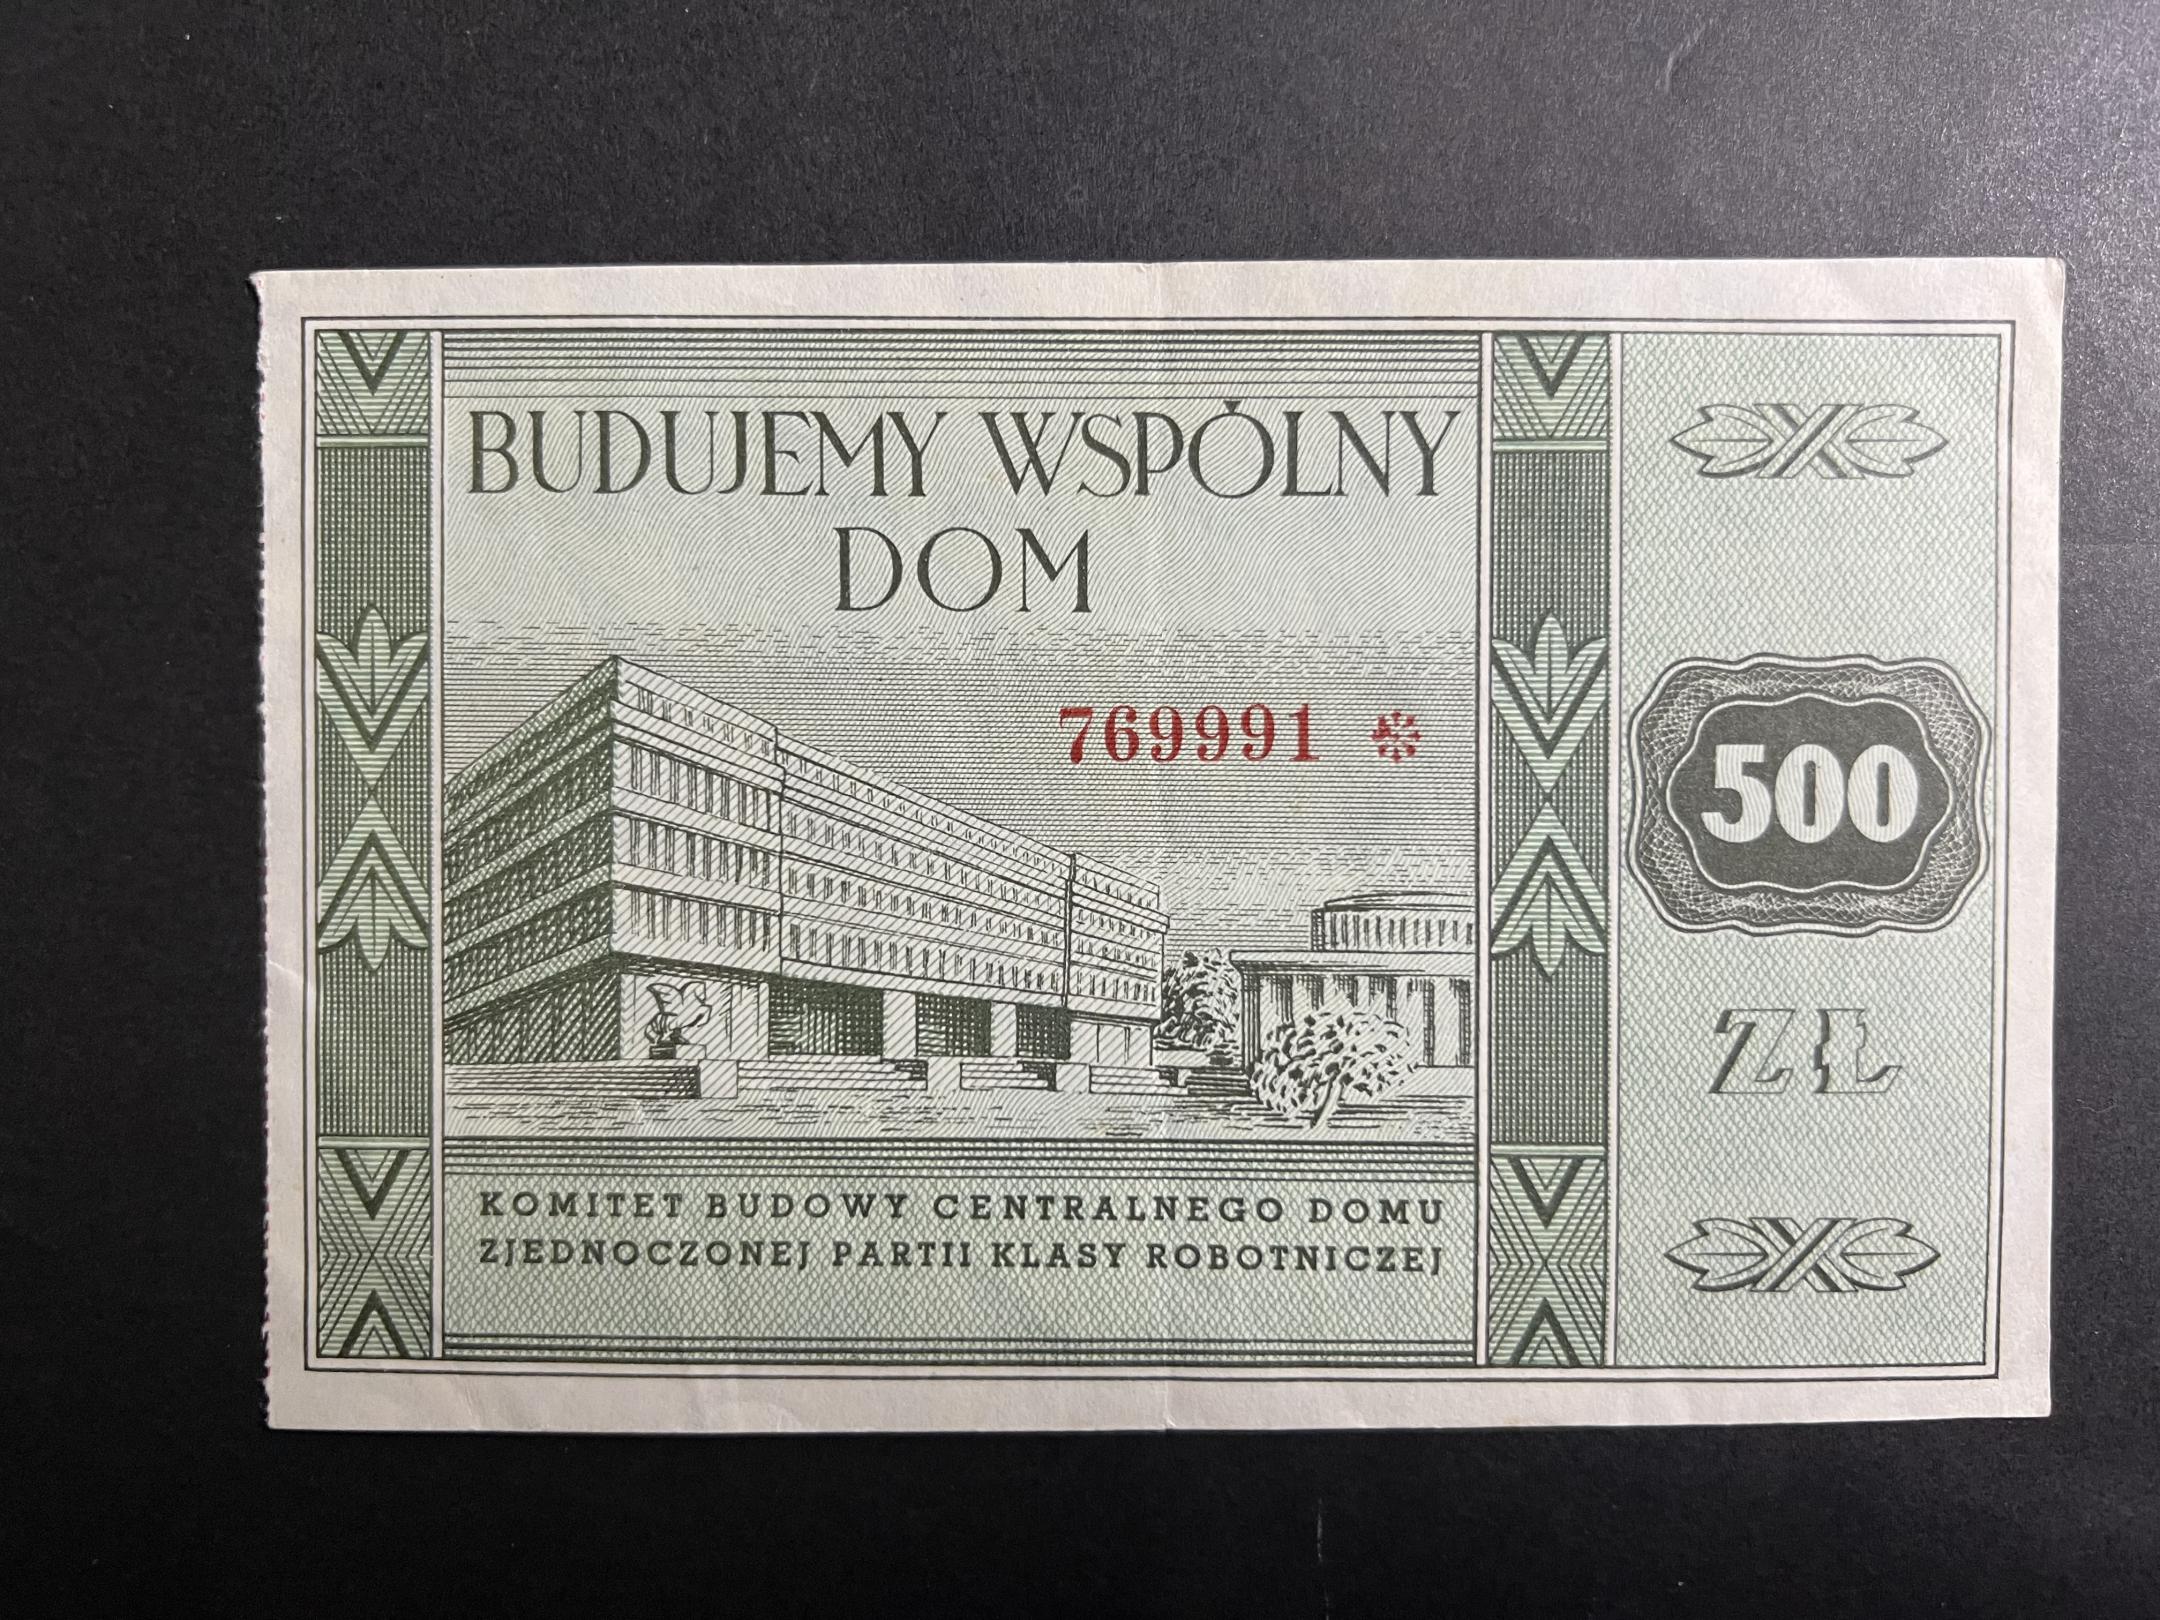 BUDUJEMY WSPÓLNY
DOM
769991 *
500
ZŁ
KOMITET BUDOWY CENTRALNEGO DOMU
ZJEDNOCZONEJ PARTII KLASY ROBOTNICZEJ